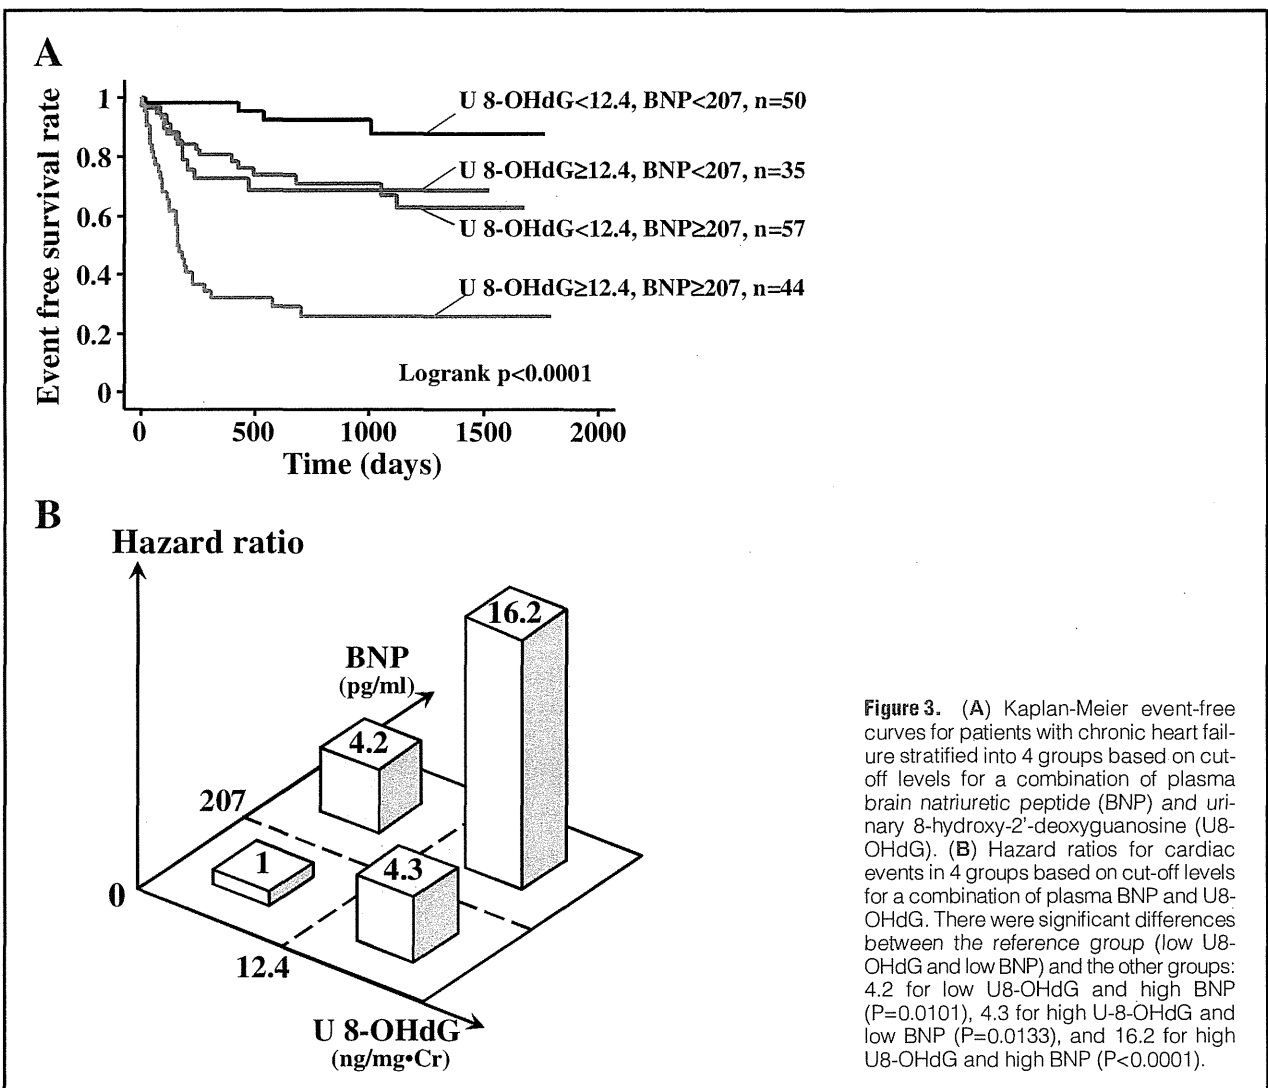 A
Event free survival rate
1
0.8
0.6
0.4
0.2
0
U 8-OHdG<12.4, BNP<207, n=50
U 8-OHdG≥12.4, BNP<207, n=35
U 8-OHdG<12.4, BNP≥207, n=57
U 8-OHdG≥12.4, BNP≥207, n=44
Logrank p<0.0001
0 500 1000 1500 2000
Time (days)
B
Hazard ratio
16.2
BNP
(pg/ml)
4.2
207
1
4.3
0
12.4
U 8-OHdG
(ng/mg•Cr)
Figure 3. (A) Kaplan-Meier event-free
curves for patients with chronic heart fail-
ure stratified into 4 groups based on cut-
off levels for a combination of plasma
brain natriuretic peptide (BNP) and uri-
nary 8-hydroxy-2'-deoxyguanosine (U8-
OHdG). (B) Hazard ratios for cardiac
events in 4 groups based on cut-off levels
for a combination of plasma BNP and U8-
OHdG. There were significant differences
between the reference group (low U8-
OHdG and low BNP) and the other groups:
4.2 for low U8-OHdG and high BNP
(P=0.0101), 4.3 for high U-8-OHdG and
low BNP (P=0.0133), and 16.2 for high
U8-OHdG and high BNP (P<0.0001).